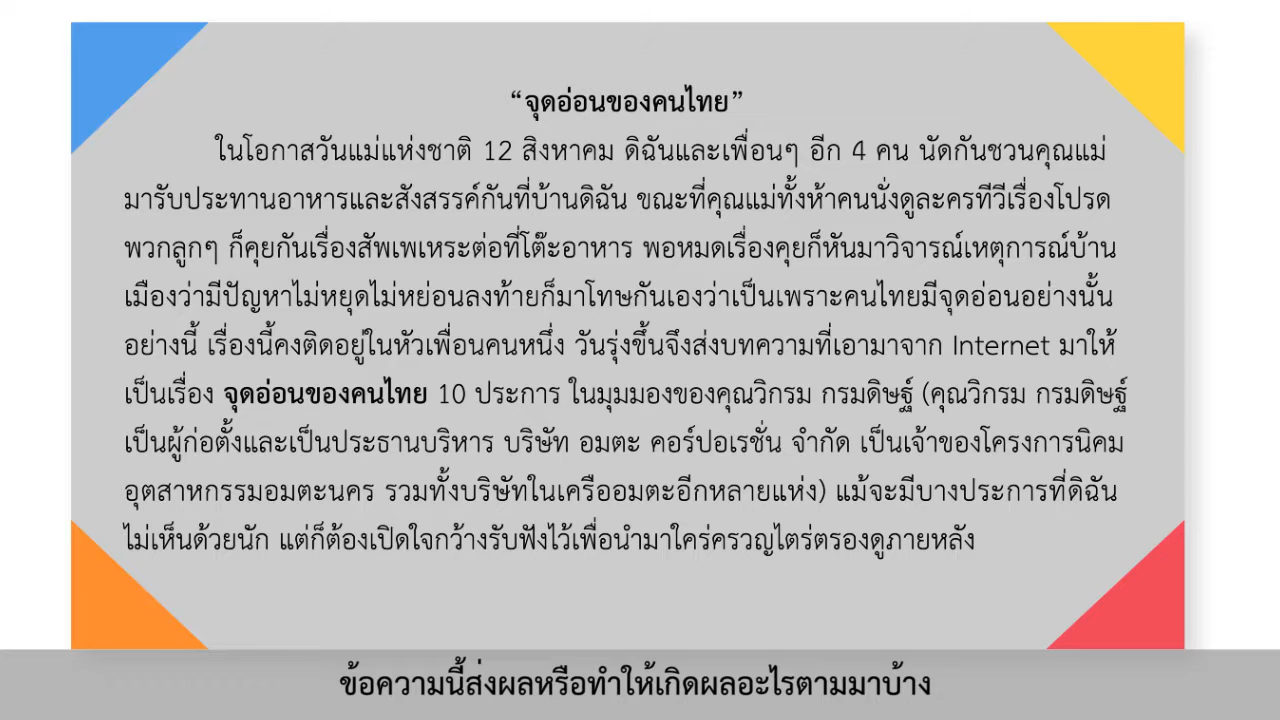 “จุดอ่อนของคนไทย”
ในโอกาสวันแม่แห่งชาติ 12 สิงหาคม ดิฉันและเพื่อนๆ อีก 4 คน นัดกันชวนคุณแม่
มารับประทานอาหารและสังสรรค์กันที่บ้านดิฉัน ขณะที่คุณแม่ทั้งห้าคนนั่งดูละครทีวีเรื่องโปรด
พวกลูกๆ ก็คุยกันเรื่องสัพเพเหระต่อที่โต๊ะอาหาร พอหมดเรื่องคุยก็หันมาวิจารณ์เหตุการณ์บ้าน
เมืองว่ามีปัญหาไม่หยุดไม่หย่อนลงท้ายก็มาโทษกันเองว่าเป็นเพราะคนไทยมีจุดอ่อนอย่างนั้น
อย่างนี้ เรื่องนี้คงติดอยู่ในหัวเพื่อนคนหนึ่ง วันรุ่งขึ้นจึงส่งบทความที่เอามาจาก Internet มาให้
เป็นเรื่อง จุดอ่อนของคนไทย 10 ประการ ในมุมมองของคุณวิกรม กรมดิษฐ์ (คุณวิกรม กรมดิษฐ์
เป็นผู้ก่อตั้งและเป็นประธานบริหาร บริษัท อมตะ คอร์ปอเรชั่น จำกัด เป็นเจ้าของโครงการนิคม
อุตสาหกรรมอมตะนคร รวมทั้งบริษัทในเครืออมตะอีกหลายแห่ง) แม้จะมีบางประการที่ดิฉัน
ไม่เห็นด้วยนัก แต่ก็ต้องเปิดใจกว้างรับฟังไว้เพื่อนำมาใคร่ครวญไตร่ตรองดูภายหลัง
ข้อความนี้ส่งผลหรือทำให้เกิดผลอะไรตามมาบ้าง